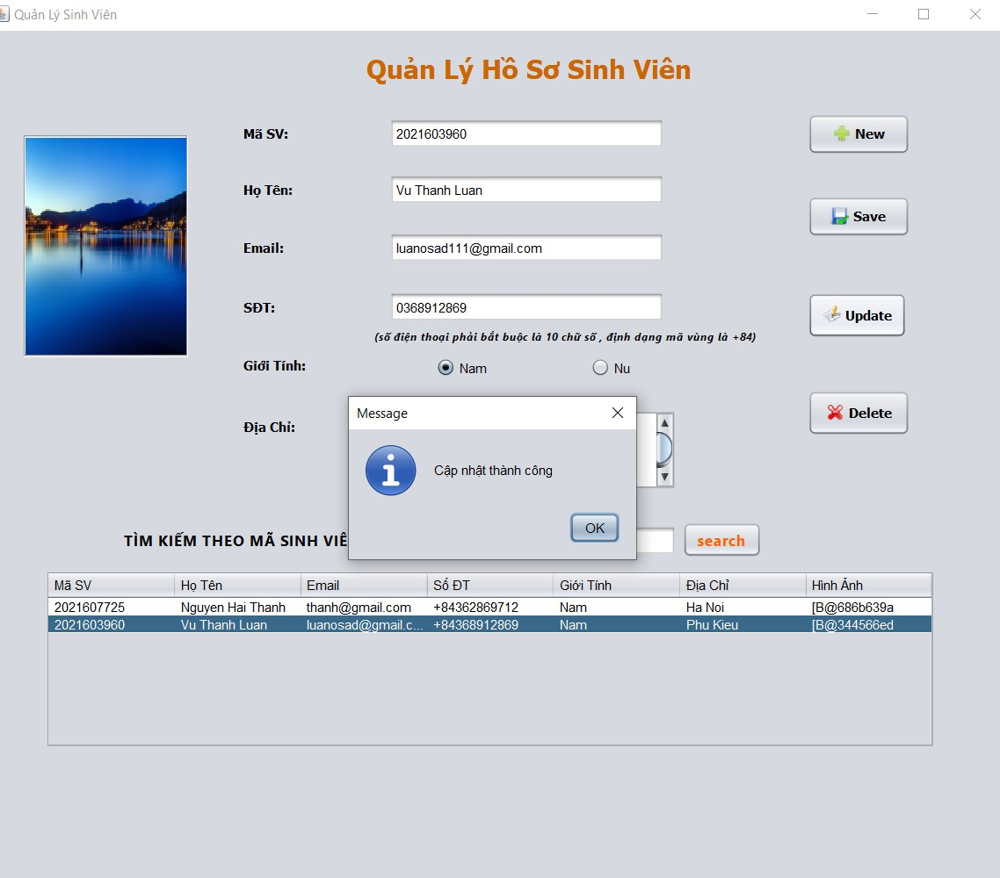 Quản Lý Sinh Viên
Quản Lý Hồ Sơ Sinh Viên
Mã SV: 2021603960 New
Họ Tên: Vu Thanh Luan
Save
Email: luanosad111@gmail.com
SĐT: 0368912869 Update
(số điện thoại phải bắt buộc là 10 chữ số , định dạng mã vùng là +84)
Giới Tính: Nam Nu
Message
Địa Chỉ: Delete
Cập nhật thành công
OK
TÌM KIẾM THEO MÃ SINH VIÊ search
Mã SV Họ Tên Email Số ĐT Giới Tính Địa Chỉ Hình Ảnh
2021607725 Nguyen Hai Thanh thanh@gmail.com +84362869712 Nam Ha Noi [B@686b639a
2021603960 Vu Thanh Luan luanosad@gmail.c... +84368912869 Nam Phu Kieu [B@344566ed